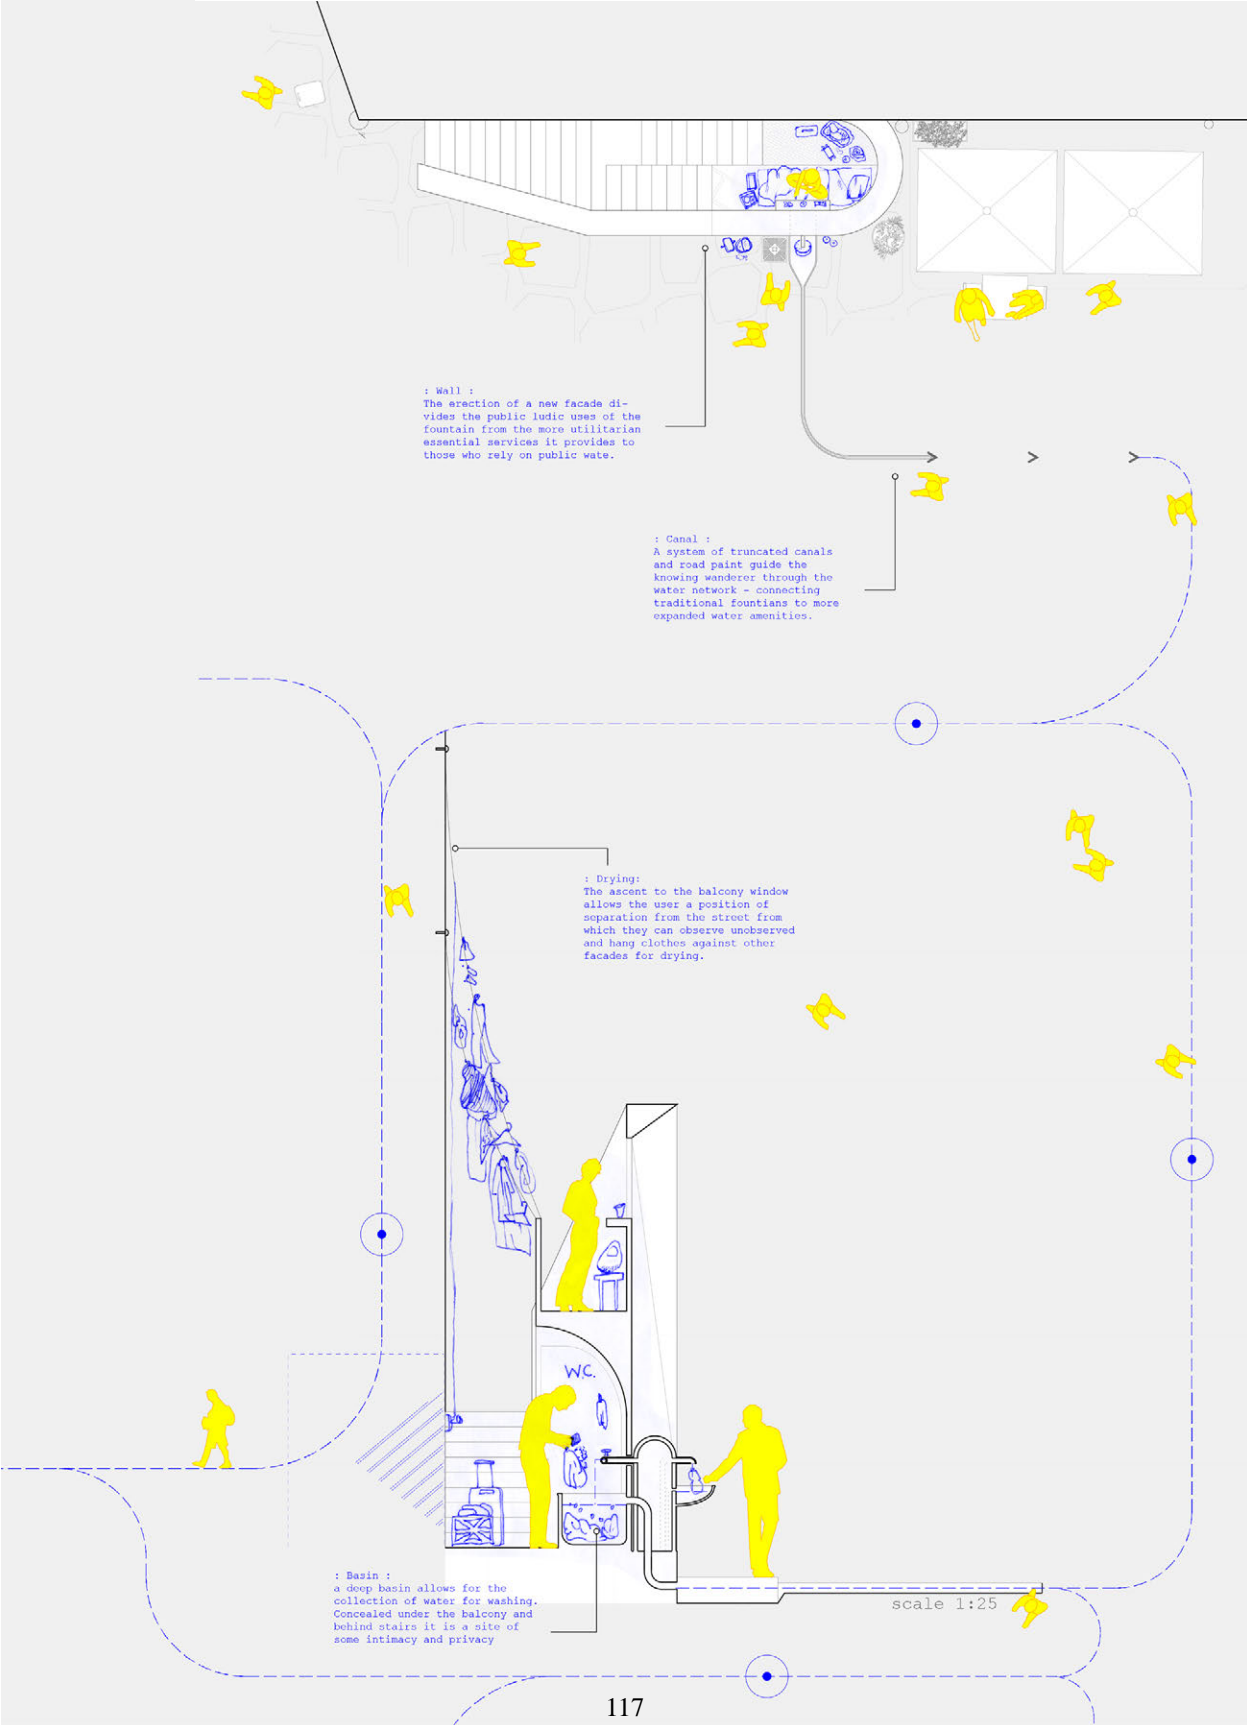 : Wall :
The erection of a new facade di-
vides the public ludic uses of the
fountain from the more utilitarian
essential services it provides to
those who rely on public wate.
: Canal :
A system of truncated canals
and road paint guide the
knowing wanderer through the
water network - connecting
traditional fountians to more
expanded water amenities.
: Drying:
The ascent to the balcony window
allows the user a position of
separation from the street from
which they can observe unobserved
and hang clothes against other
facades for drying.
W.C.
: Basin :
a deep basin allows for the
collection of water for washing.
Concealed under the balcony and
behind stairs it is a site of
some intimacy and privacy
scale 1:25
117